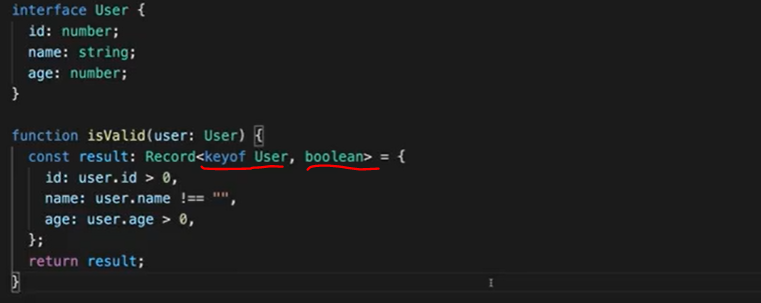 interface User {
  id: number;
  name: string;
  age: number;
}

function isValid(user: User) {
  const result: Record<keyof User, boolean> = {
    id: user.id > 0,
    name: user.name !== "",
    age: user.age > 0,
  };
  return result;
}